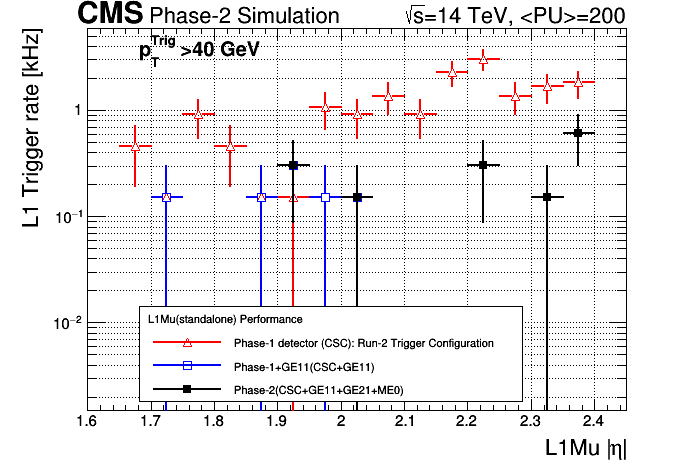 CMS Phase-2 Simulation √s=14 TeV, <PU>=200
p_T^Trig >40 GeV
L1 Trigger rate [kHz]
1
10⁻¹
10⁻²
L1Mu(standalone) Performance
Phase-1 detector (CSC): Run-2 Trigger Configuration
Phase-1+GE11(CSC+GE11)
Phase-2(CSC+GE11+GE21+ME0)
1.6 1.7 1.8 1.9 2 2.1 2.2 2.3 2.4
L1Mu |η|